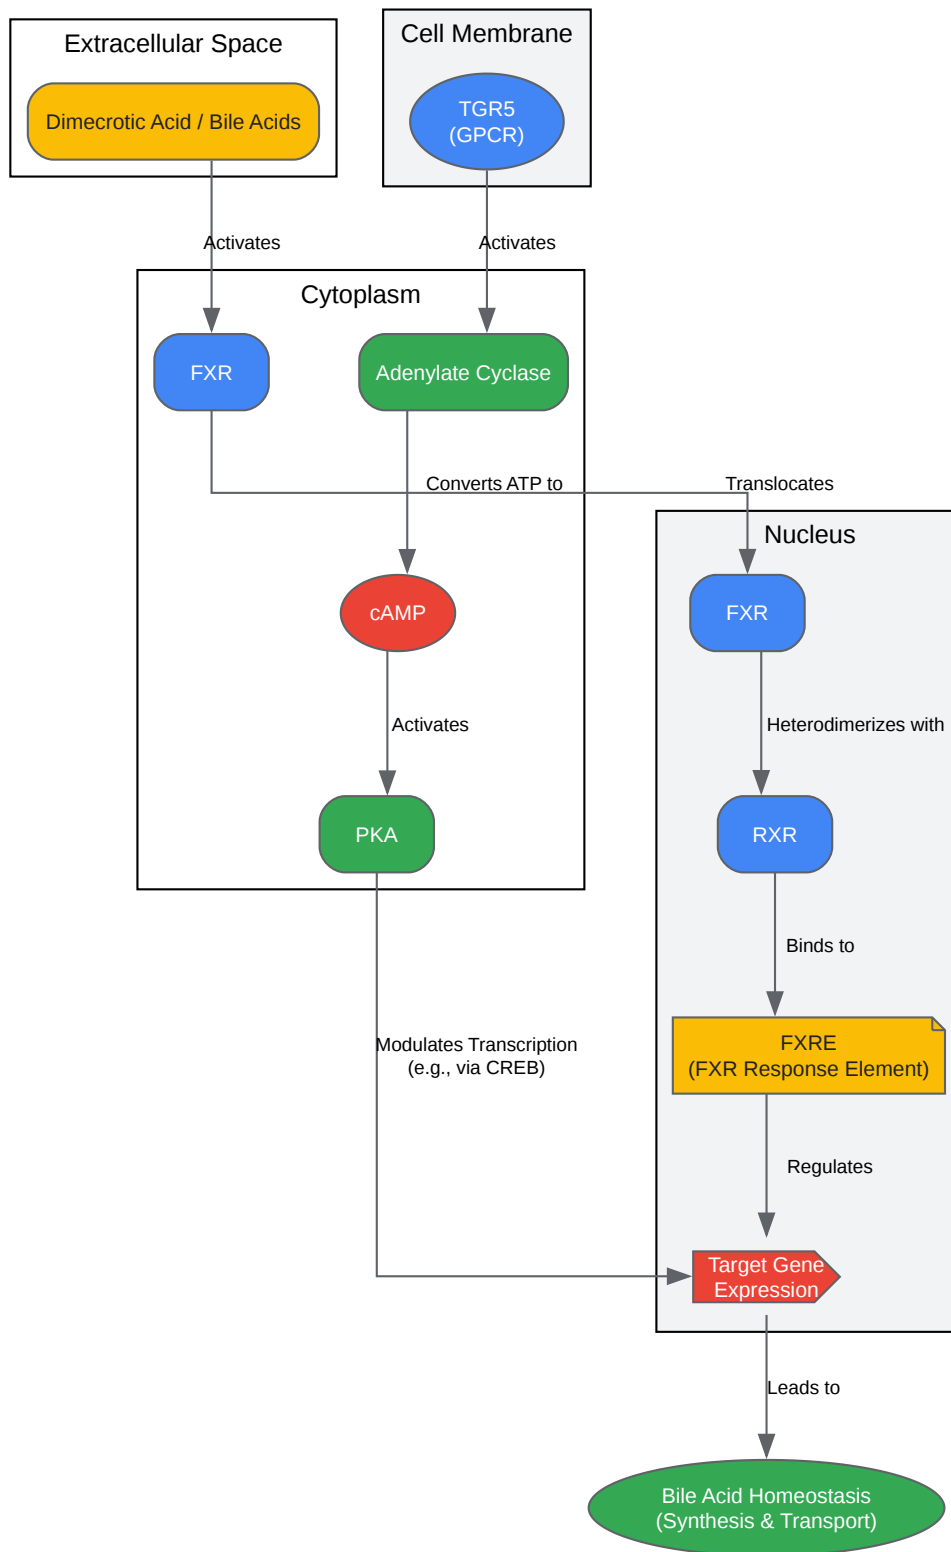 Extracellular Space
Dimecrotic Acid / Bile Acids
Cell Membrane
TGR5
(GPCR)
Activates
Activates
Cytoplasm
FXR
Adenylate Cyclase
Converts ATP to
Translocates
Nucleus
cAMP
FXR
Activates
Heterodimerizes with
PKA
RXR
Binds to
Modulates Transcription
(e.g., via CREB)
FXRE
(FXR Response Element)
Regulates
Target Gene
Expression
Leads to
Bile Acid Homeostasis
(Synthesis & Transport)